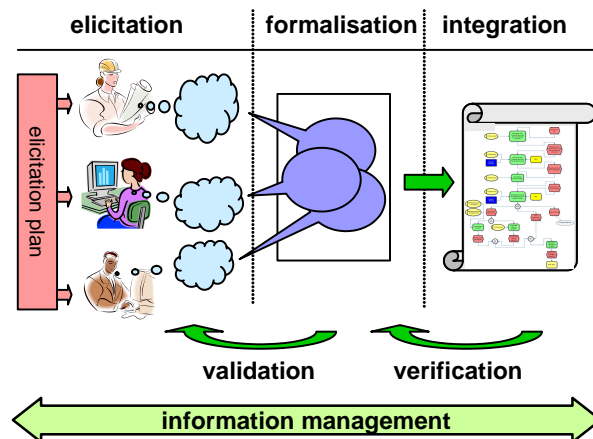 elicitation
formalisation
integration
elicitation plan
validation
verification
information management